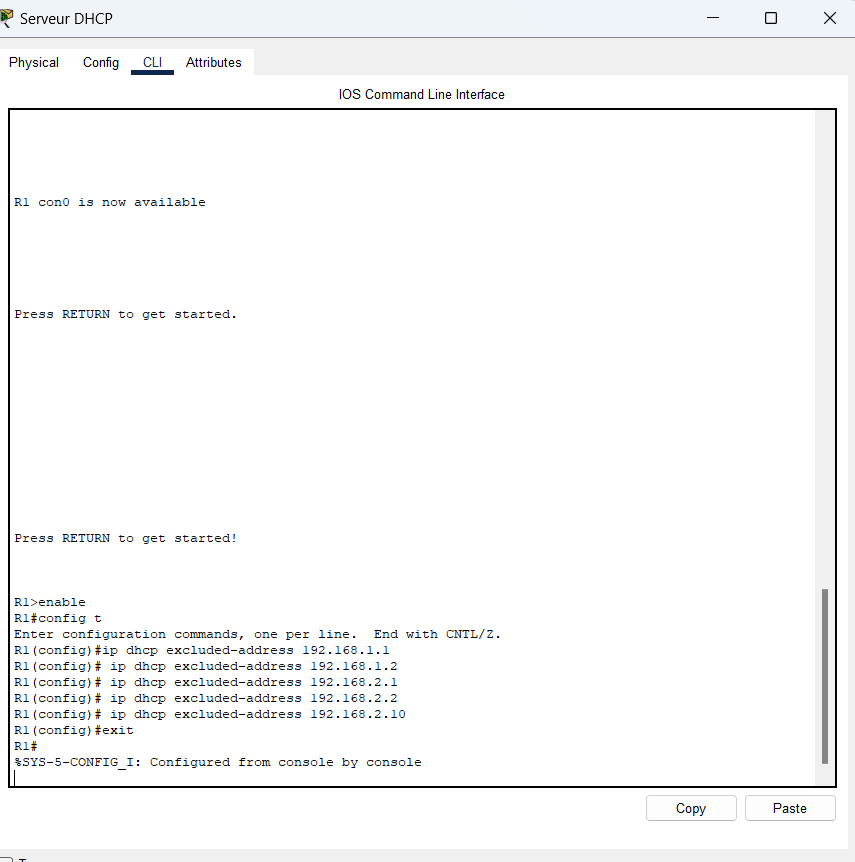 Serveur DHCP
Physical Config CLI Attributes
IOS Command Line Interface
R1 con0 is now available
Press RETURN to get started.
Press RETURN to get started!
R1>enable
R1#config t
Enter configuration commands, one per line.  End with CNTL/Z.
R1(config)#ip dhcp excluded-address 192.168.1.1
R1(config)# ip dhcp excluded-address 192.168.1.2
R1(config)# ip dhcp excluded-address 192.168.2.1
R1(config)# ip dhcp excluded-address 192.168.2.2
R1(config)# ip dhcp excluded-address 192.168.2.10
R1(config)#exit
R1#
%SYS-5-CONFIG_I: Configured from console by console
Copy Paste